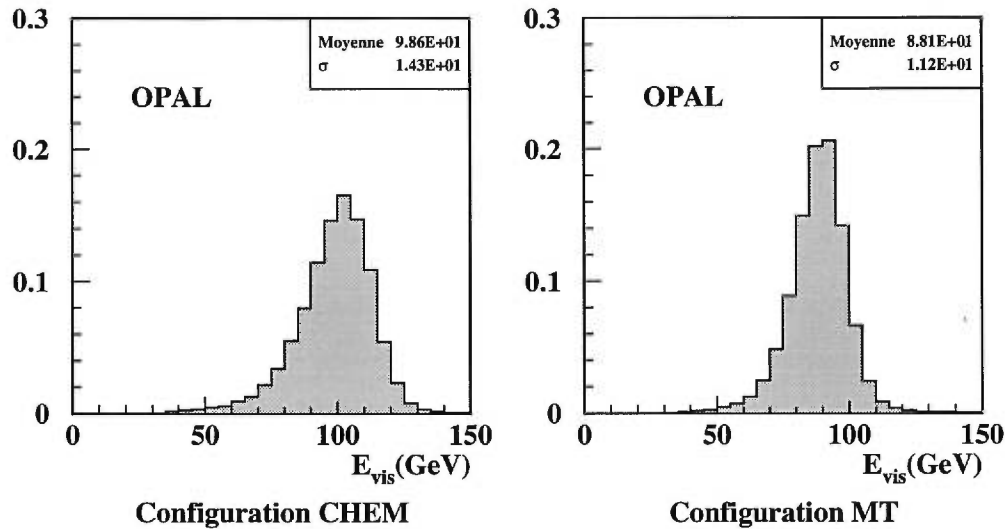 0.3
Moyenne 9.86E+01
σ 1.43E+01
OPAL
0.2
0.1
0
0 50 100 150
E_vis(GeV)
Configuration CHEM
0.3
Moyenne 8.81E+01
σ 1.12E+01
OPAL
0.2
0.1
0
0 50 100 150
E_vis(GeV)
Configuration MT